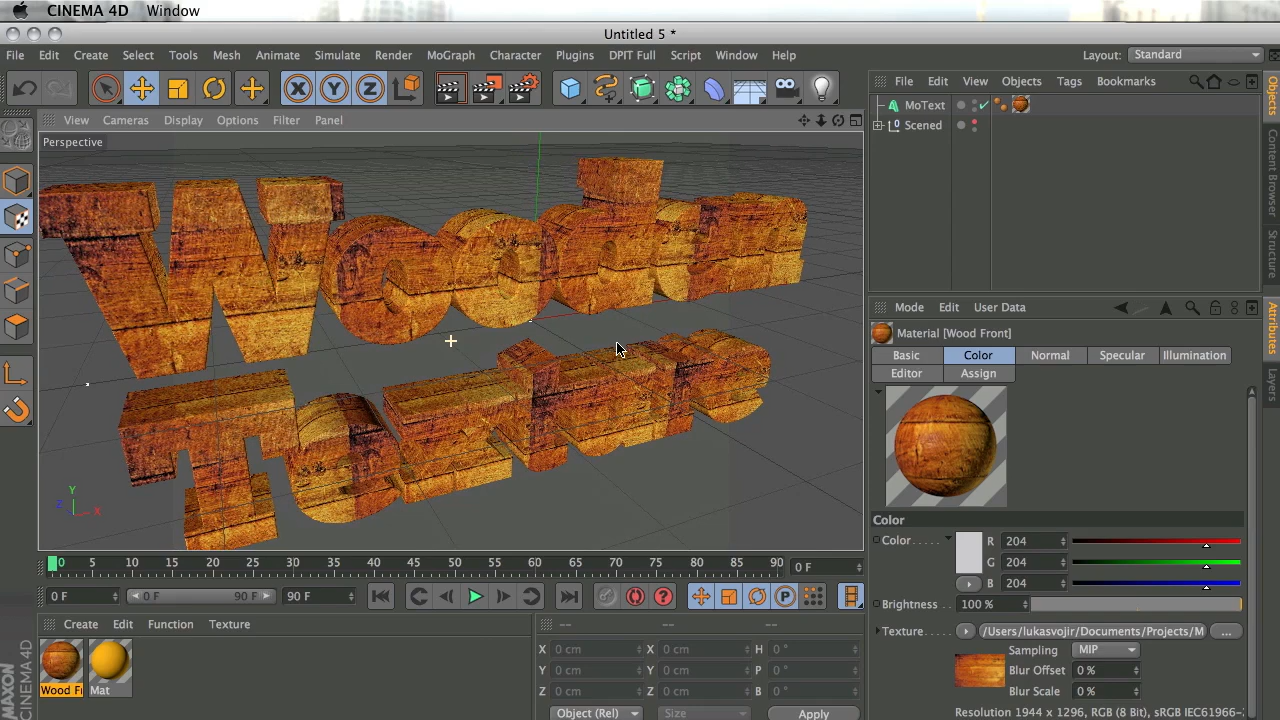 CINEMA 4D Window
Untitled 5 *
File Edit Create Select Tools Mesh Animate Simulate Render MoGraph Character Plugins DPIT Full Script Window Help Layout: Standard
X Y Z
File Edit View Objects Tags Bookmarks
View Cameras Display Options Filter Panel
MoText
Scened
Perspective
Wooden
Texture
Y
Z X
Objects
Content Browser
Structure
Attributes
Layers
Mode Edit User Data
Material [Wood Front]
Basic Color Normal Specular Illumination
Editor Assign
Color
Color..... R 204
G 204
B 204
Brightness 100 %
Texture..... /Users/lukasvojir/Documents/Projects/M ...
Sampling MIP
Blur Offset 0 %
Blur Scale 0 %
Resolution 1944 x 1296, RGB (8 Bit), sRGB IEC61966-
0 5 10 15 20 25 30 35 40 45 50 55 60 65 70 75 80 85 90 0 F
0 F 0 F 90 F 90 F P
Create Edit Function Texture
-- -- --
Wood Fr Mat
X 0 cm X 0 cm H 0 °
Y 0 cm Y 0 cm P 0 °
Z 0 cm Z 0 cm B 0 °
Object (Rel) Size Apply
MAXON
CINEMA 4D